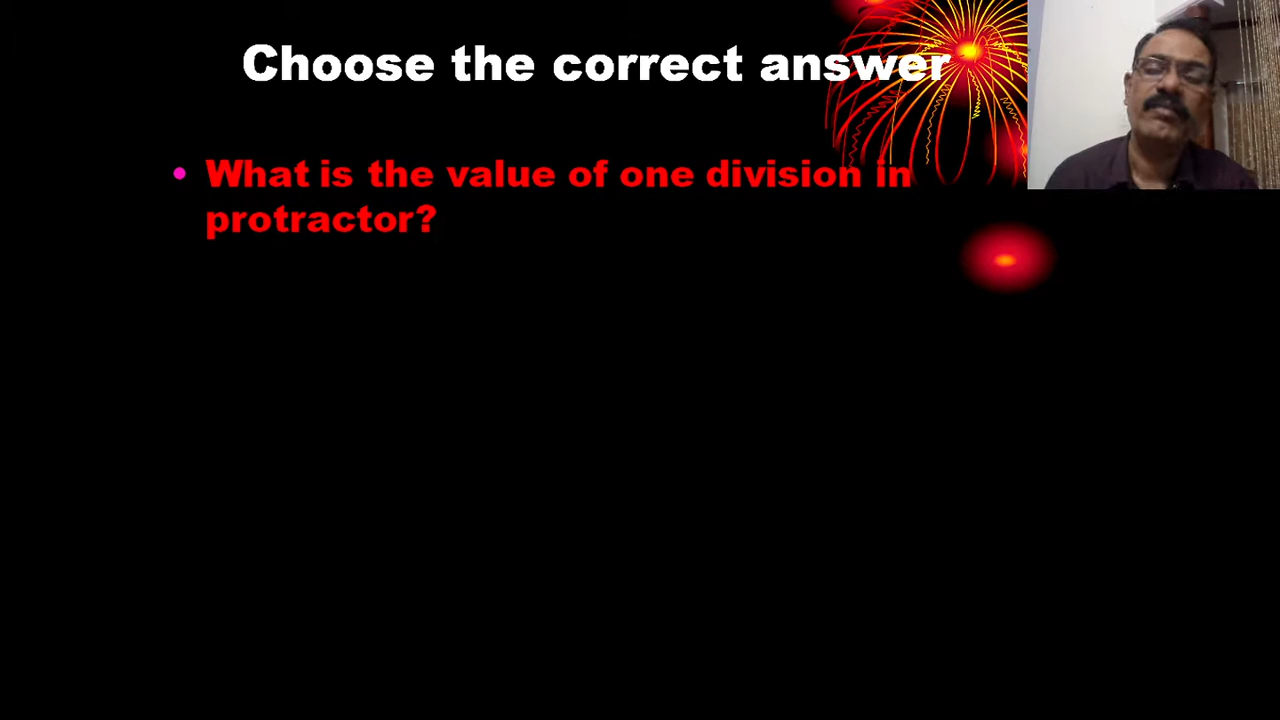 Choose the correct answer
• What is the value of one division in
protractor?